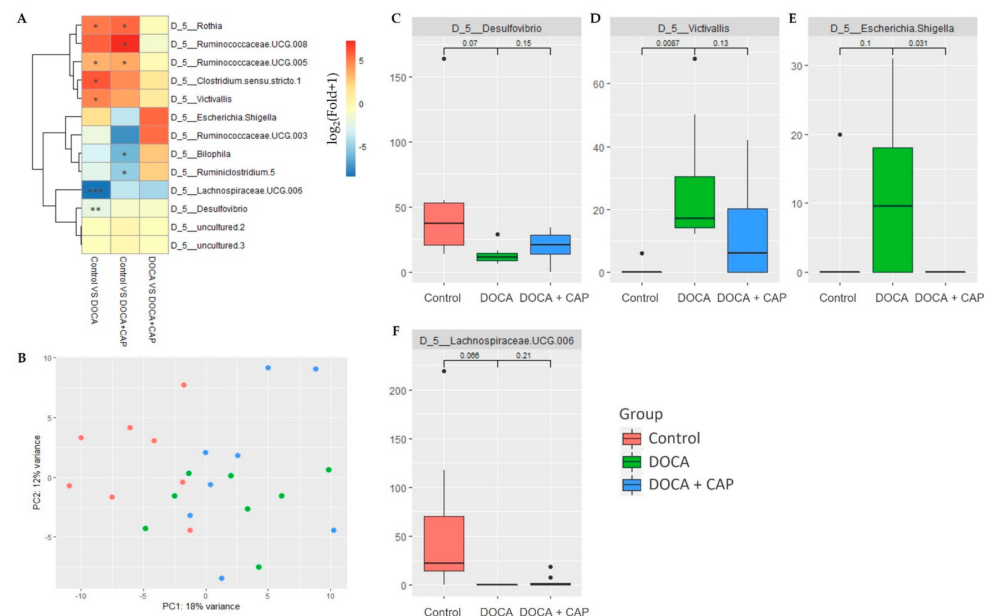 A
D_5__Rothia
D_5__Ruminococcaceae.UCG.008
D_5__Ruminococcaceae.UCG.005
D_5__Clostridium.sensu.stricto.1
D_5__Victivallis
D_5__Escherichia.Shigella
D_5__Ruminococcaceae.UCG.003
D_5__Bilophila
D_5__Ruminiclostridium.5
D_5__Lachnospiraceae.UCG.006
D_5__Desulfovibrio
D_5__uncultured.2
D_5__uncultured.3
* *
*
* *
*
*
*
*
***
**
Control VS DOCA
Control VS DOCA+CAP
DOCA VS DOCA+CAP
5
0
-5
log2(Fold+1)
B
10
5
0
-5
PC2: 12% variance
-10 -5 0 5 10
PC1: 18% variance
C
D_5__Desulfovibrio
0.07 0.15
150
100
50
0
Control DOCA DOCA + CAP
D
D_5__Victivallis
0.0087 0.13
60
40
20
0
Control DOCA DOCA + CAP
E
D_5__Escherichia.Shigella
0.1 0.031
30
20
10
0
Control DOCA DOCA + CAP
F
D_5__Lachnospiraceae.UCG.006
0.066 0.21
200
150
100
50
0
Control DOCA DOCA + CAP
Group
Control
DOCA
DOCA + CAP